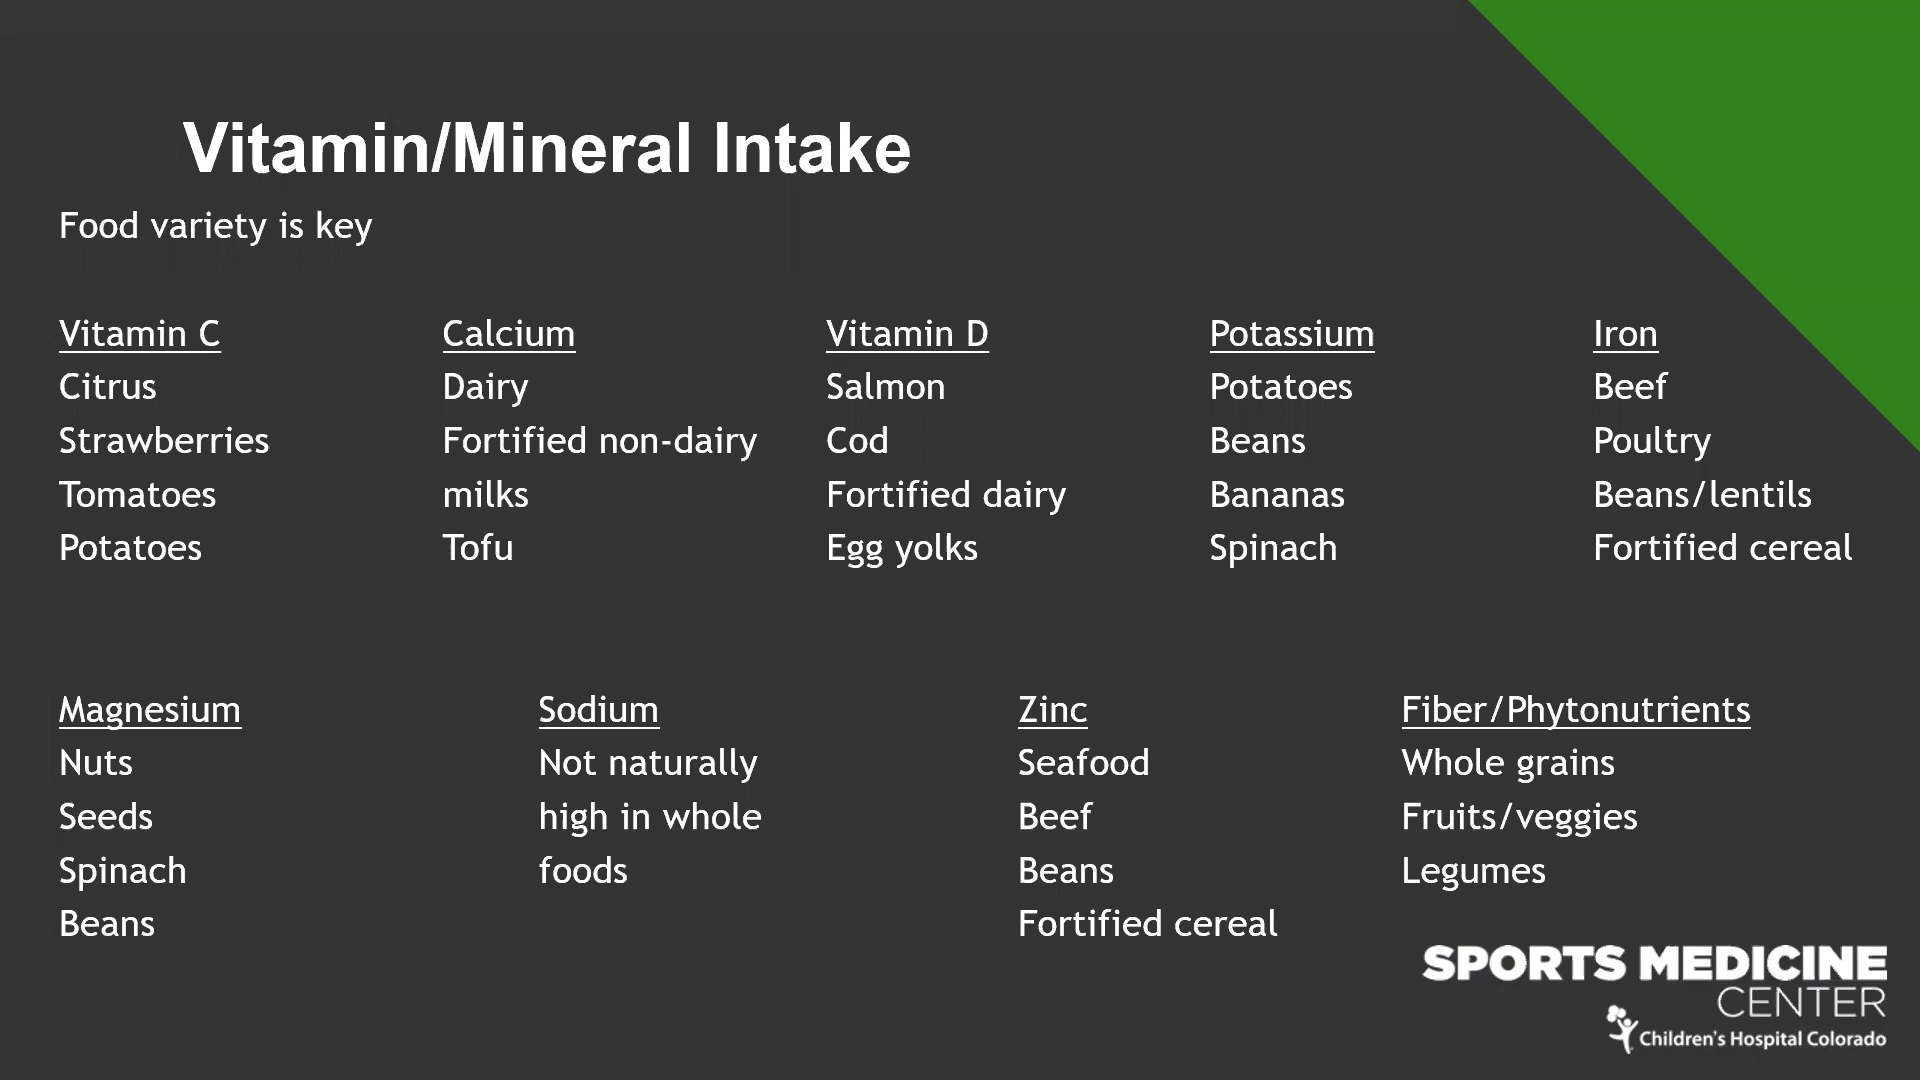 Vitamin/Mineral Intake
Food variety is key
Vitamin C
Citrus
Strawberries
Tomatoes
Potatoes
Calcium
Dairy
Fortified non-dairy
milks
Tofu
Vitamin D
Salmon
Cod
Fortified dairy
Egg yolks
Potassium
Potatoes
Beans
Bananas
Spinach
Iron
Beef
Poultry
Beans/lentils
Fortified cereal
Magnesium
Nuts
Seeds
Spinach
Beans
Sodium
Not naturally
high in whole
foods
Zinc
Seafood
Beef
Beans
Fortified cereal
Fiber/Phytonutrients
Whole grains
Fruits/veggies
Legumes
SPORTS MEDICINE
CENTER
Children's Hospital Colorado